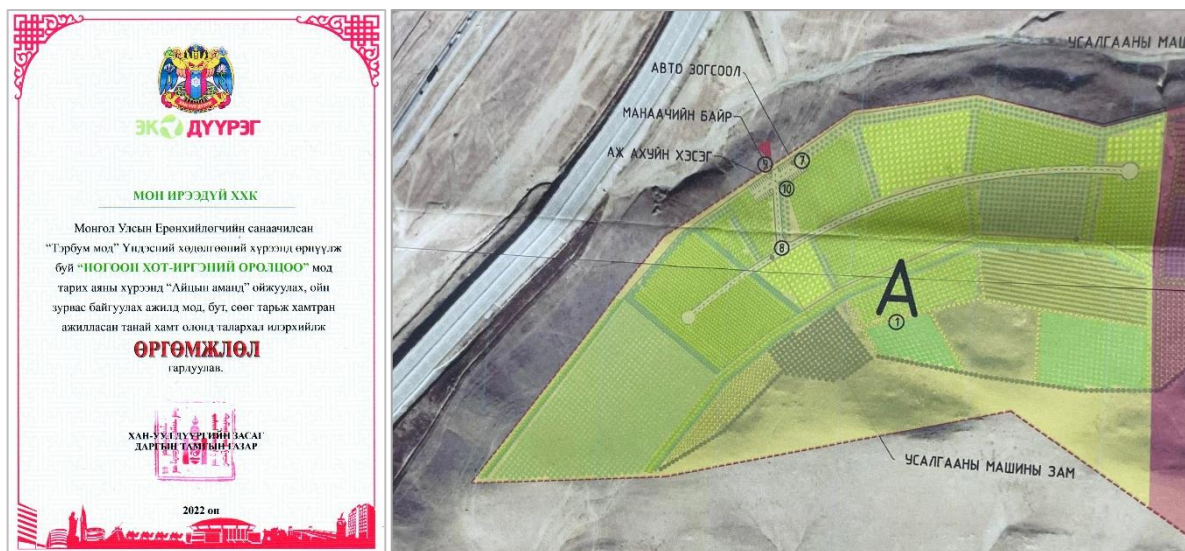 ЭКО ДҮҮРЭГ
МОН ИРЭЭДҮЙ ХХК
Монгол Улсын Ерөнхийлөгчийн санаачилсан
“Тэрбум мод” Үндэсний хөдөлгөөний хүрээнд өрнүүлж
буй “НОГООН ХОТ-ИРГЭНИЙ ОРОЛЦОО” мод
тарих аяны хүрээнд “Айцын аманд” ойжуулах, ойн
зурвас байгуулах ажилд мод, бут, сөөг тарьж хамтран
ажилласан танай хамт олонд талархал илэрхийлж
ӨРГӨМЖЛӨЛ
гардуулав.
ХАН-УУЛ ДҮҮРГИЙН ЗАСАГ
ДАРГЫН ТАМГЫН ГАЗАР
2022 он
УСАЛГААНЫ МАШ
АВТО ЗОГСООЛ
МАНААЧИЙН БАЙР
АЖ АХУЙН ХЭСЭГ
9
7
10
8
А
1
УСАЛГААНЫ МАШИНЫ ЗАМ